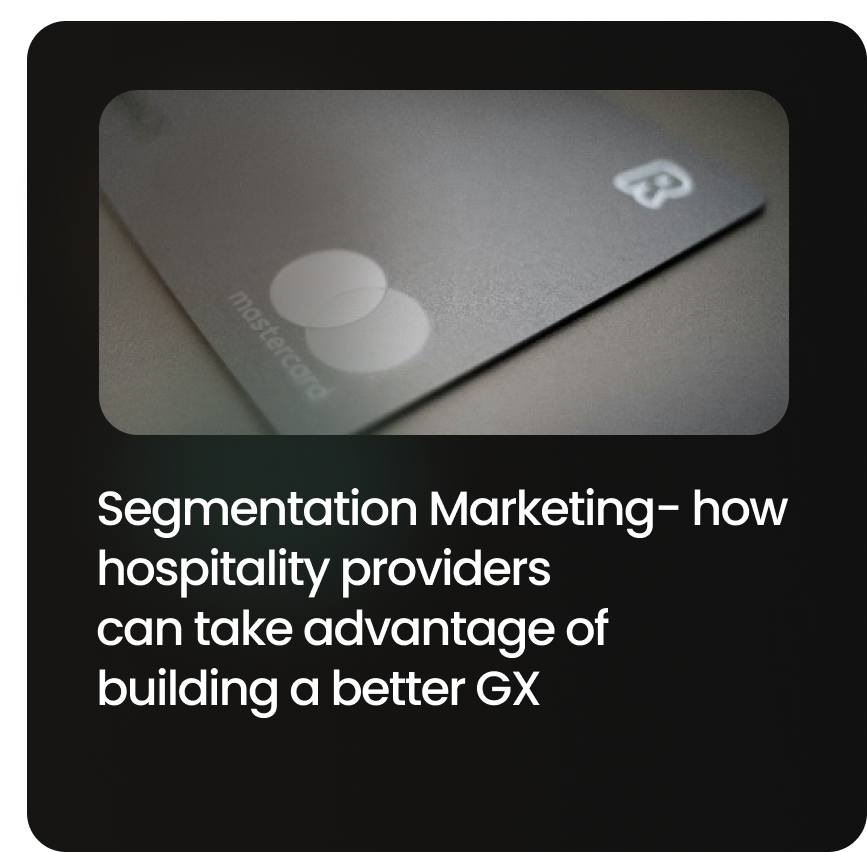 mastercard
R
Segmentation Marketing- how
hospitality providers
can take advantage of
building a better GX